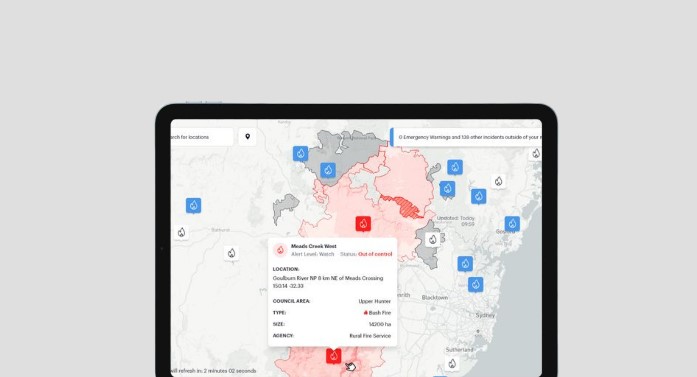 rch for locations
0 Emergency Warnings and 136 other incidents outside of your
Meads Creek West
Alert Level: Watch Status: Out of control
LOCATION:
Goulburn River NP 8 km NE of Meads Crossing
150.14 -32.33
COUNCIL AREA: Upper Hunter
TYPE: Bush Fire
SIZE: 14200 ha
AGENCY: Rural Fire Service
Updated: Today
nrith
Blacktown
Sydney
Sutherland
will refresh in: 2 minutes 02 seconds